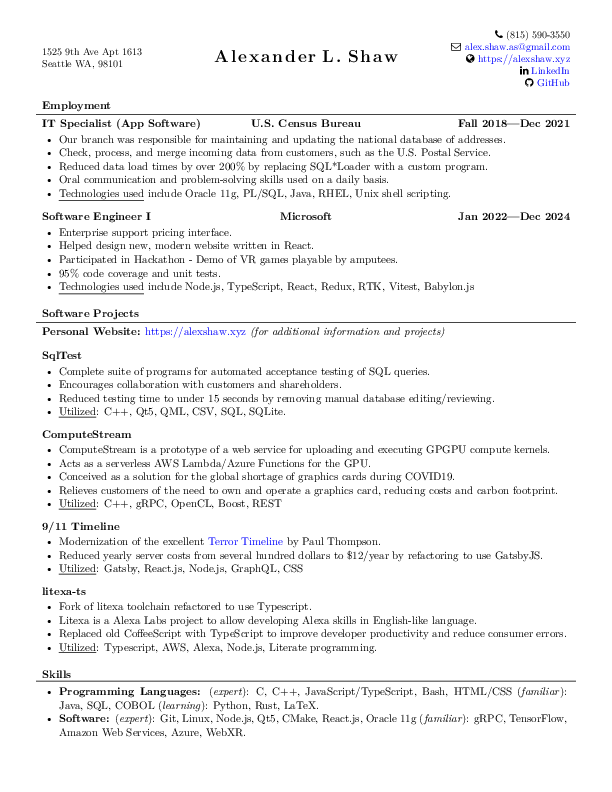 1525 9th Ave Apt 1613
Seattle WA, 98101
Alexander L. Shaw
(815) 590-3550
alex.shaw.as@gmail.com
https://alexshaw.xyz
LinkedIn
GitHub
Employment
IT Specialist (App Software) U.S. Census Bureau Fall 2018—Dec 2021
• Our branch was responsible for maintaining and updating the national database of addresses.
• Check, process, and merge incoming data from customers, such as the U.S. Postal Service.
• Reduced data load times by over 200% by replacing SQL*Loader with a custom program.
• Oral communication and problem-solving skills used on a daily basis.
• Technologies used include Oracle 11g, PL/SQL, Java, RHEL, Unix shell scripting.
Software Engineer I Microsoft Jan 2022—Dec 2024
• Enterprise support pricing interface.
• Helped design new, modern website written in React.
• Participated in Hackathon - Demo of VR games playable by amputees.
• 95% code coverage and unit tests.
• Technologies used include Node.js, TypeScript, React, Redux, RTK, Vitest, Babylon.js
Software Projects
Personal Website: https://alexshaw.xyz (for additional information and projects)
SqlTest
• Complete suite of programs for automated acceptance testing of SQL queries.
• Encourages collaboration with customers and shareholders.
• Reduced testing time to under 15 seconds by removing manual database editing/reviewing.
• Utilized: C++, Qt5, QML, CSV, SQL, SQLite.
ComputeStream
• ComputeStream is a prototype of a web service for uploading and executing GPGPU compute kernels.
• Acts as a serverless AWS Lambda/Azure Functions for the GPU.
• Conceived as a solution for the global shortage of graphics cards during COVID19.
• Relieves customers of the need to own and operate a graphics card, reducing costs and carbon footprint.
• Utilized: C++, gRPC, OpenCL, Boost, REST
9/11 Timeline
• Modernization of the excellent Terror Timeline by Paul Thompson.
• Reduced yearly server costs from several hundred dollars to $12/year by refactoring to use GatsbyJS.
• Utilized: Gatsby, React.js, Node.js, GraphQL, CSS
litexa-ts
• Fork of litexa toolchain refactored to use Typescript.
• Litexa is a Alexa Labs project to allow developing Alexa skills in English-like language.
• Replaced old CoffeeScript with TypeScript to improve developer productivity and reduce consumer errors.
• Utilized: Typescript, AWS, Alexa, Node.js, Literate programming.
Skills
• Programming Languages: (expert): C, C++, JavaScript/TypeScript, Bash, HTML/CSS (familiar):
Java, SQL, COBOL (learning): Python, Rust, LaTeX.
• Software: (expert): Git, Linux, Node.js, Qt5, CMake, React.js, Oracle 11g (familiar): gRPC, TensorFlow,
Amazon Web Services, Azure, WebXR.